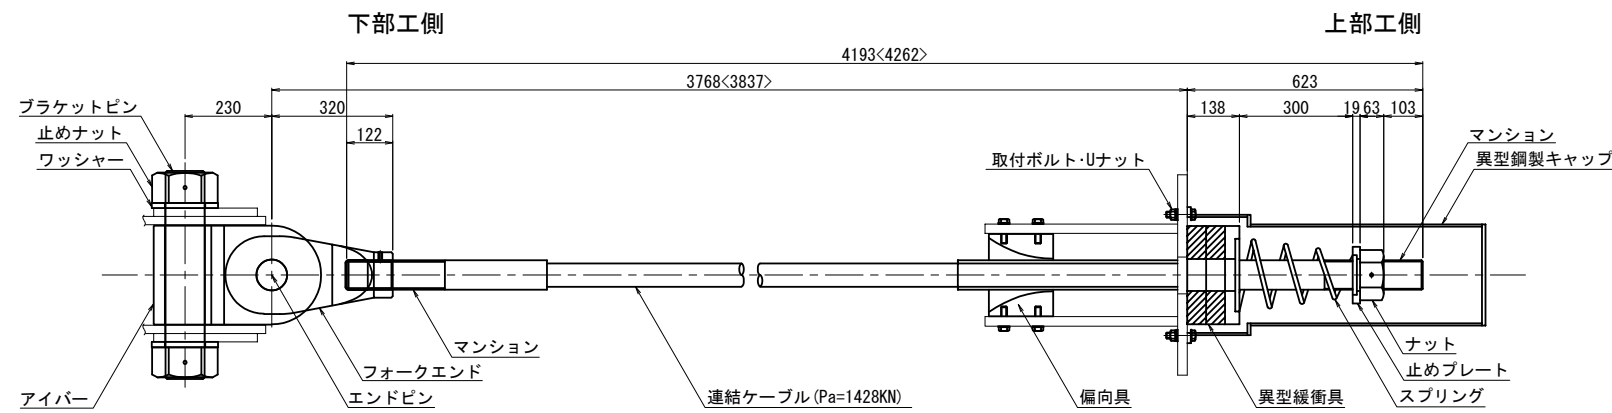 下部工側
上部工側
4193<4262>
3768<3837>
623
230
320
138
300
19
63
103
122
ブラケットピン
止めナット
ワッシャー
取付ボルト･Uナット
マンション
異型鋼製キャップ
マンション
フォークエンド
アイバー
エンドピン
連結ケーブル(Pa=1428KN)
偏向具
異型緩衝具
ナット
止めプレート
スプリング